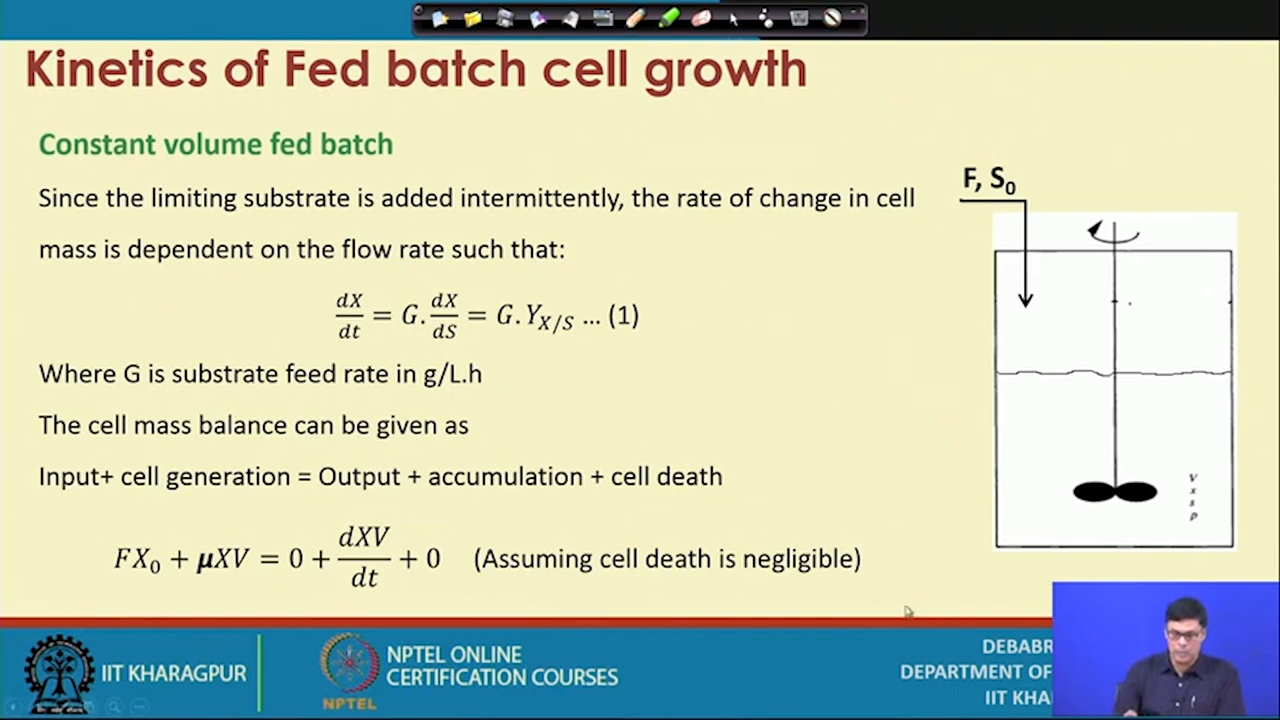 Kinetics of Fed batch cell growth
Constant volume fed batch
Since the limiting substrate is added intermittently, the rate of change in cell
mass is dependent on the flow rate such that:
dX/dt = G. dX/dS = G. Y_{X/S} ... (1)
Where G is substrate feed rate in g/L.h
The cell mass balance can be given as
Input+ cell generation = Output + accumulation + cell death
FX₀ + μXV = 0 + dXV/dt + 0 (Assuming cell death is negligible)
F, S₀
V
x
s
p
IIT KHARAGPUR
NPTEL
NPTEL ONLINE
CERTIFICATION COURSES
DEBABR
DEPARTMENT OF
IIT KHA